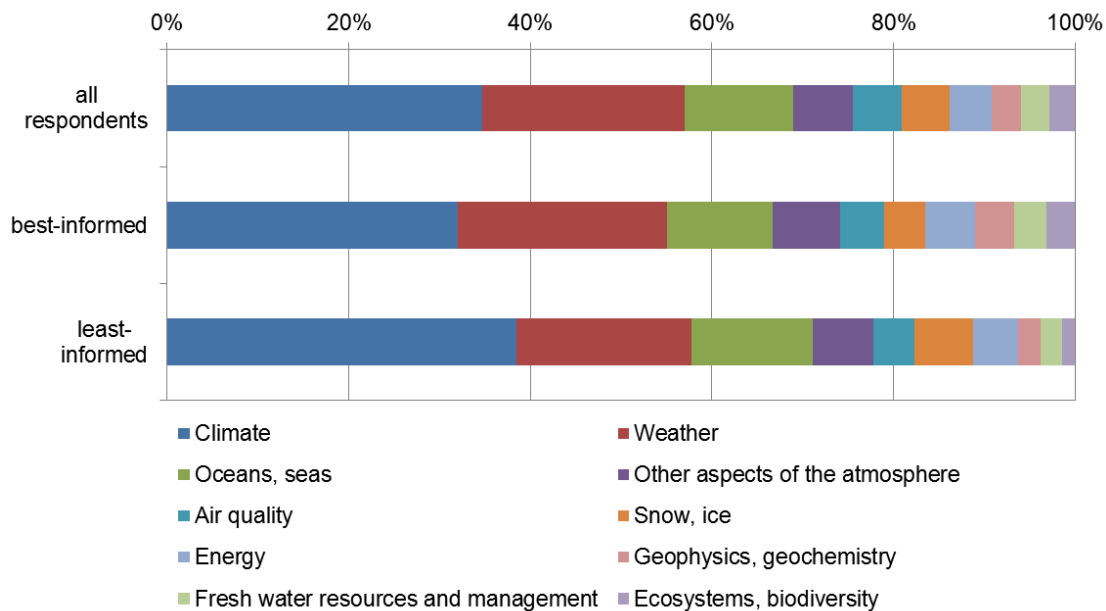 0% 20% 40% 60% 80% 100%
all
respondents
best-informed
least-
informed
Climate
Weather
Oceans, seas
Other aspects of the atmosphere
Air quality
Snow, ice
Energy
Geophysics, geochemistry
Fresh water resources and management
Ecosystems, biodiversity